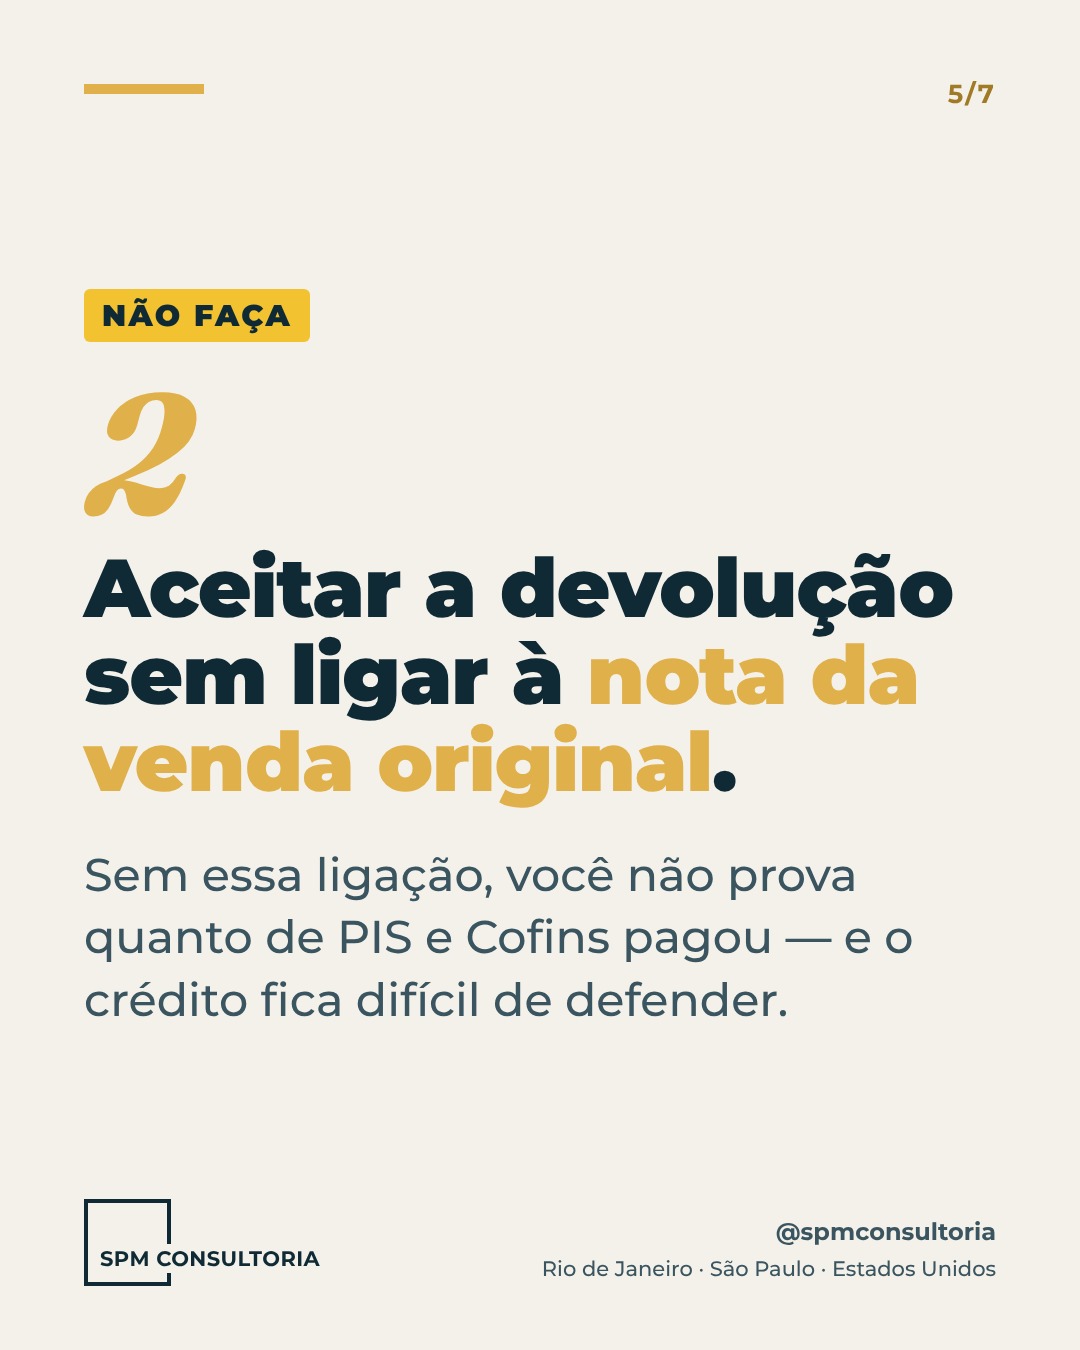 5/7
NÃO FAÇA
2
Aceitar a devolução
sem ligar à nota da
venda original.
Sem essa ligação, você não prova
quanto de PIS e Cofins pagou — e o
crédito fica difícil de defender.
SPM CONSULTORIA
@spmconsultoria
Rio de Janeiro · São Paulo · Estados Unidos